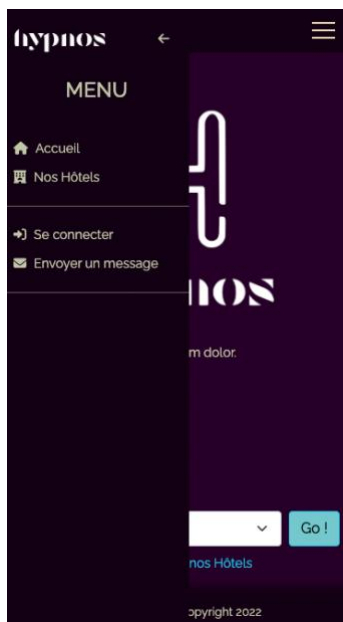 hypnos
MENU
Accueil
Nos Hôtels
Se connecter
Envoyer un message
nos
m dolor.
Go !
nos Hôtels
opyright 2022